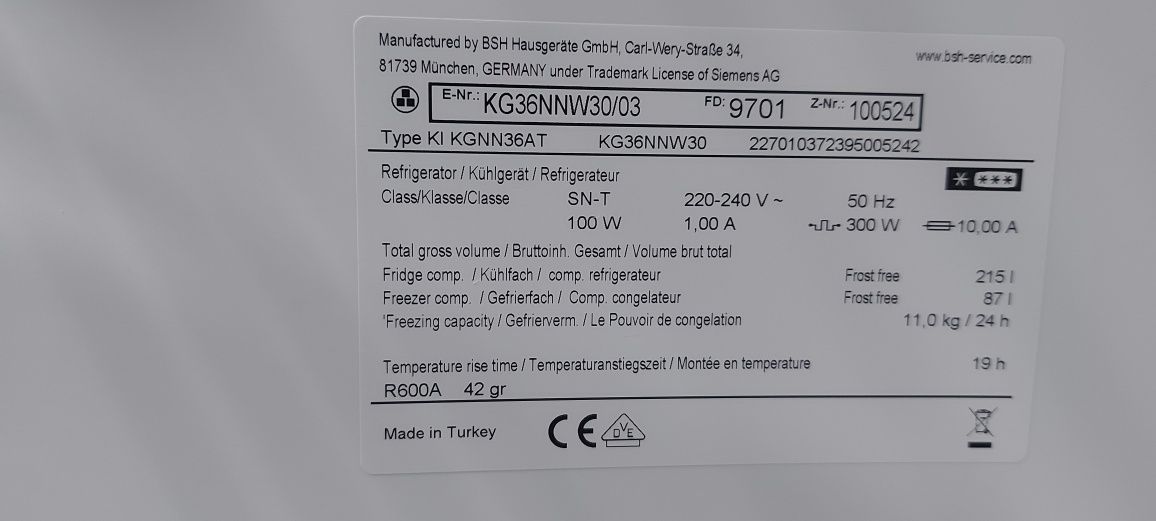 Manufactured by BSH Hausgeräte GmbH, Carl-Wery-Straße 34,
www.bsh-service.com
81739 München, GERMANY under Trademark License of Siemens AG
E-Nr.: KG36NNW30/03 FD: 9701 Z-Nr.: 100524
Type KI KGNN36AT KG36NNW30 227010372395005242
Refrigerator / Kühlgerät / Refrigerateur * ***
Class/Klasse/Classe SN-T 220-240 V ~ 50 Hz
100 W 1,00 A 300 W 10,00 A
Total gross volume / Bruttoinh. Gesamt / Volume brut total
Fridge comp. / Kühlfach / comp. refrigerateur Frost free 215 l
Freezer comp. / Gefrierfach / Comp. congelateur Frost free 87 l
'Freezing capacity / Gefrierverm. / Le Pouvoir de congelation 11,0 kg / 24 h
Temperature rise time / Temperaturanstiegszeit / Montée en temperature 19 h
R600A 42 gr
Made in Turkey CE DVE